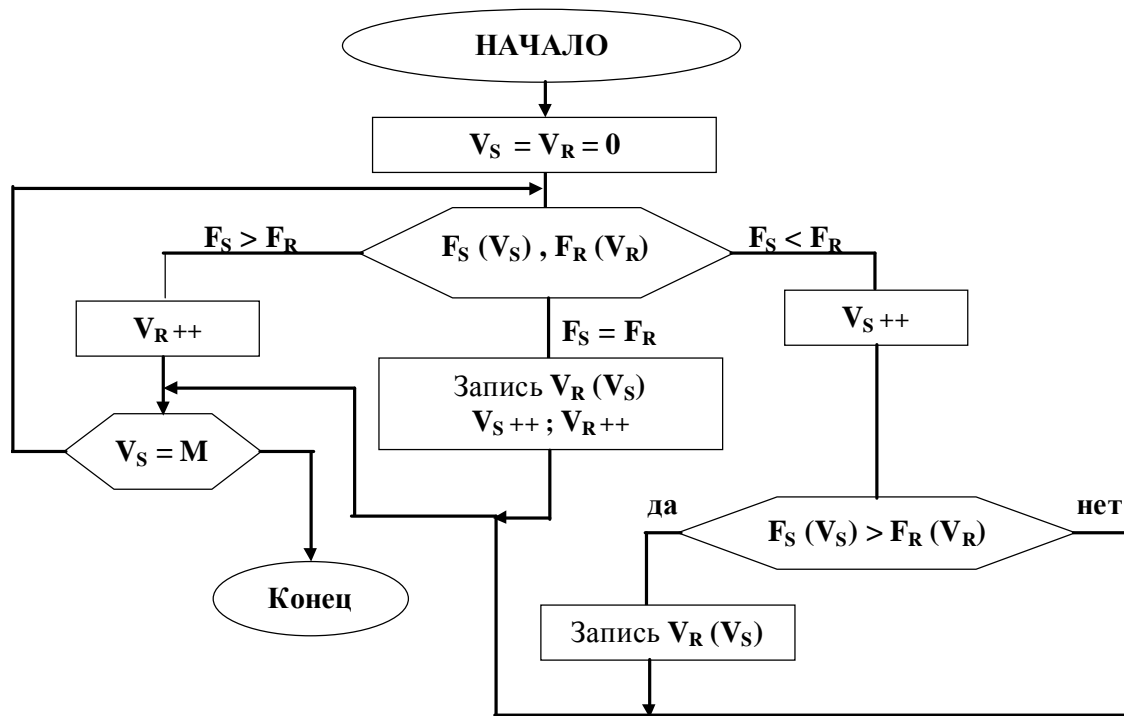 НАЧАЛО
V_S = V_R = 0
F_S > F_R
F_S (V_S) , F_R (V_R)
F_S < F_R
V_R ++
F_S = F_R
V_S ++
Запись V_R (V_S)
V_S ++ ; V_R ++
V_S = M
да
F_S (V_S) > F_R (V_R)
нет
Конец
Запись V_R (V_S)